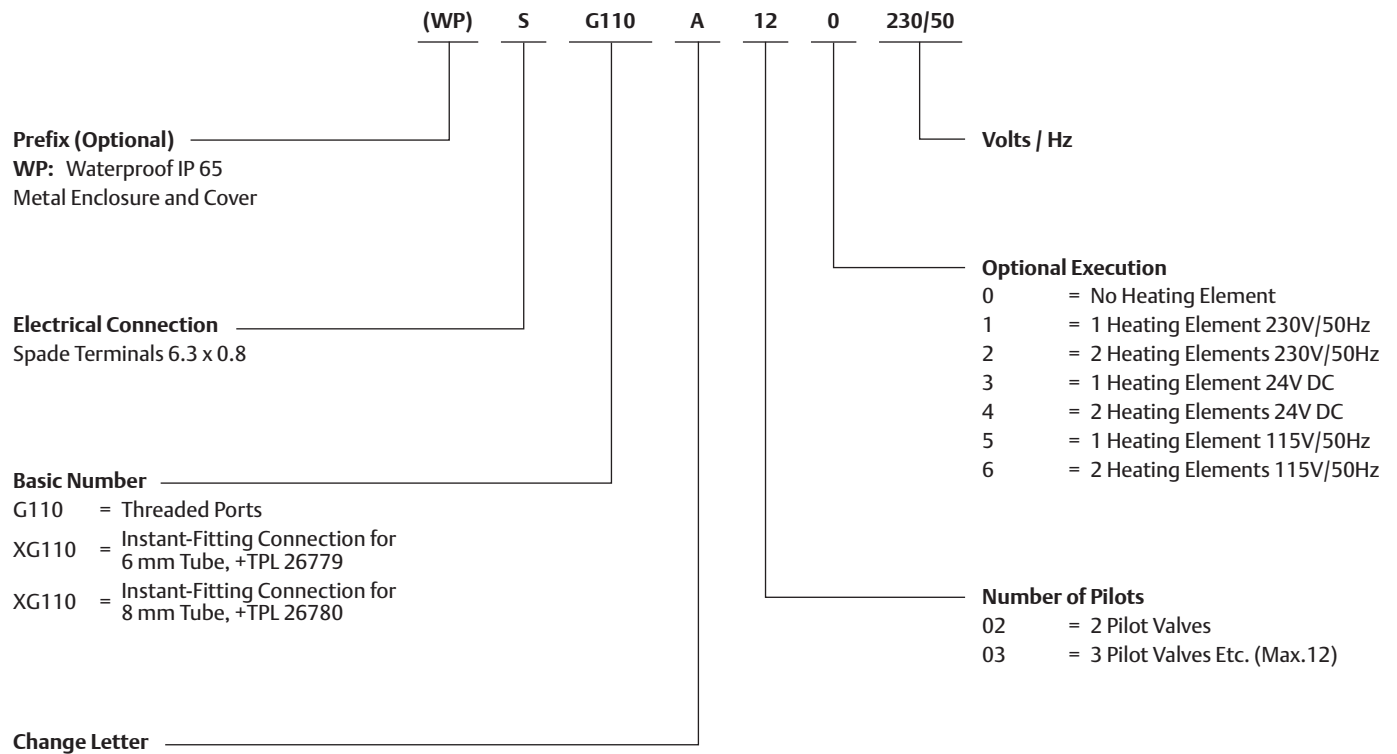 (WP) S G110 A 12 0 230/50
Prefix (Optional)
WP: Waterproof IP 65
Metal Enclosure and Cover
Electrical Connection
Spade Terminals 6.3 x 0.8
Basic Number
G110 = Threaded Ports
XG110 = Instant-Fitting Connection for
6 mm Tube, +TPL 26779
XG110 = Instant-Fitting Connection for
8 mm Tube, +TPL 26780
Change Letter
Volts / Hz
Optional Execution
0 = No Heating Element
1 = 1 Heating Element 230V/50Hz
2 = 2 Heating Elements 230V/50Hz
3 = 1 Heating Element 24V DC
4 = 2 Heating Elements 24V DC
5 = 1 Heating Element 115V/50Hz
6 = 2 Heating Elements 115V/50Hz
Number of Pilots
02 = 2 Pilot Valves
03 = 3 Pilot Valves Etc. (Max.12)